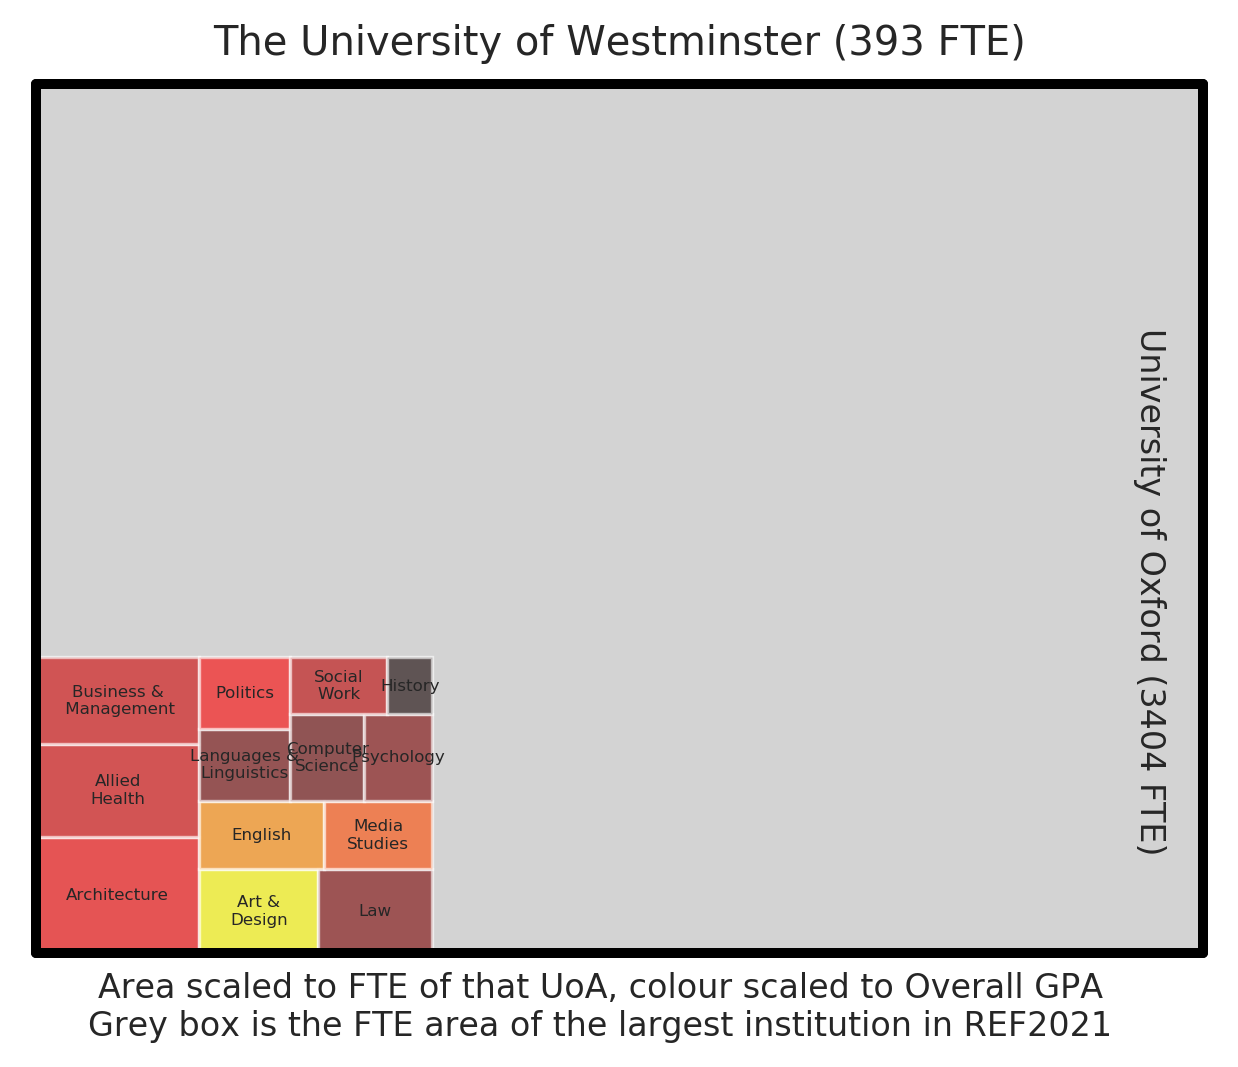 The University of Westminster (393 FTE)
University of Oxford (3404 FTE)
Business &
Management
Politics
Social
Work
History
Allied
Health
Languages &
Linguistics
Computer
Science
Psychology
Architecture
English
Media
Studies
Art &
Design
Law
Area scaled to FTE of that UoA, colour scaled to Overall GPA
Grey box is the FTE area of the largest institution in REF2021